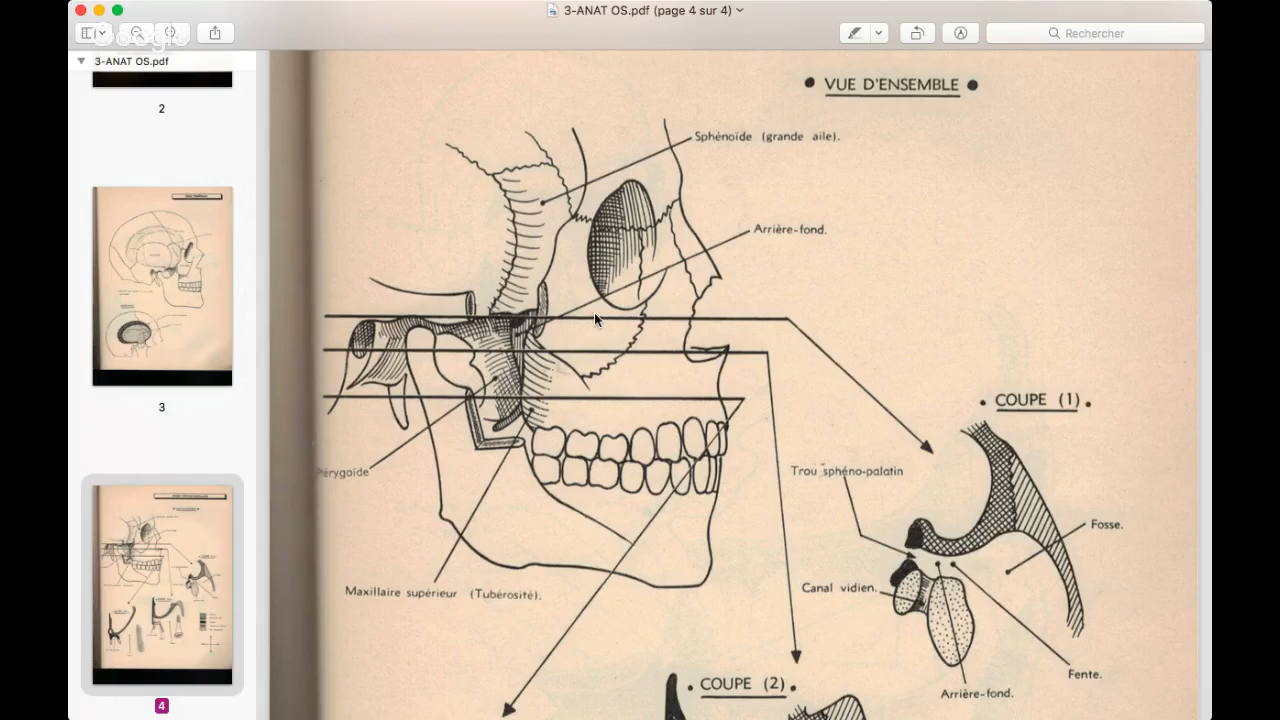 3-ANAT OS.pdf (page 4 sur 4)
Google
Rechercher
3-ANAT OS.pdf
2
3
4
VUE D'ENSEMBLE
Sphénoïde (grande aile).
Arrière-fond.
COUPE (1)
Ptérygoïde
Trou sphéno-palatin
Fosse.
Canal vidien.
Maxillaire supérieur (Tubérosité).
Fente.
Arrière-fond.
COUPE (2)